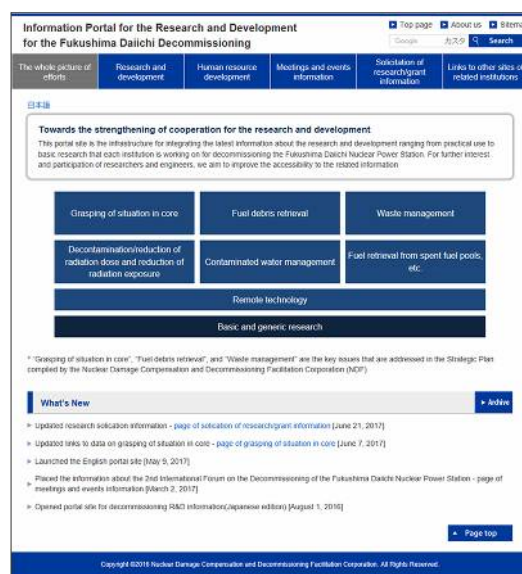 Information Portal for the Research and Development
for the Fukushima Daiichi Decommissioning
Top page About us Sitema
Google カスタ Search
The whole picture of
efforts
Research and
development
Human resource
development
Meetings and events
information
Solicitation of
research/grant
information
Links to other sites of
related institutions
日本語
Towards the strengthening of cooperation for the research and development
This portal site is the infrastructure for integrating the latest information about the research and development ranging from practical use to
basic research that each institution is working on for decommissioning the Fukushima Daiichi Nuclear Power Station. For further interest
and participation of researchers and engineers, we aim to improve the accessibility to the related information
Grasping of situation in core
Fuel debris retrieval
Waste management
Decontamination/reduction of
radiation dose and reduction of
radiation exposure
Contaminated water management
Fuel retrieval from spent fuel pools,
etc.
Remote technology
Basic and generic research
* "Grasping of situation in core", "Fuel debris retrieval", and "Waste management" are the key issues that are addressed in the Strategic Plan
complied by the Nuclear Damage Compensation and Decommissioning Facilitation Corporation (NDF).
What's New
Archive
Updated research solication information - page of solication of research/grant information [June 21, 2017]
Updated links to data on grasping of situation in core - page of grasping of situation in core [June 7, 2017]
Launched the English portal site [May 9, 2017]
Placed the information about the 2nd International Forum on the Decommissioning of the Fukushima Daiichi Nuclear Power Station - page of
meetings and events information [March 2, 2017]
Opened portal site for decommissioning R&D information(Japanese edition) [August 1, 2016]
Page top
Copyright ©2016 Nuclear Damage Compensation and Decommissioning Facilitation Corporation. All Rights Reserved.